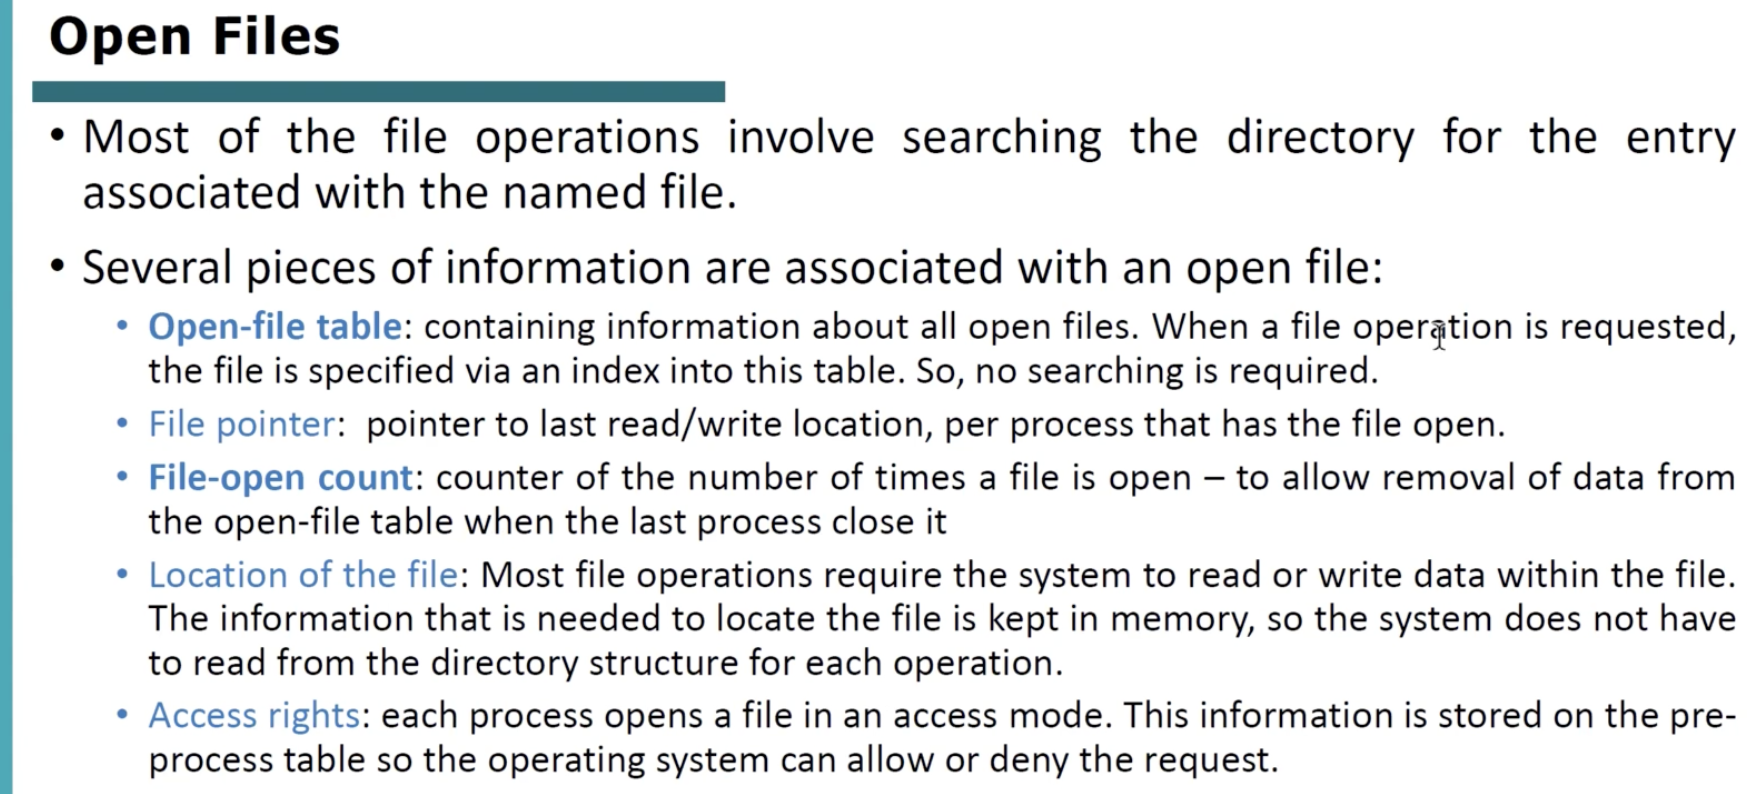 Open Files
• Most of the file operations involve searching the directory for the entry
associated with the named file.
• Several pieces of information are associated with an open file:
• Open-file table: containing information about all open files. When a file operation is requested,
the file is specified via an index into this table. So, no searching is required.
• File pointer: pointer to last read/write location, per process that has the file open.
• File-open count: counter of the number of times a file is open – to allow removal of data from
the open-file table when the last process close it
• Location of the file: Most file operations require the system to read or write data within the file.
The information that is needed to locate the file is kept in memory, so the system does not have
to read from the directory structure for each operation.
• Access rights: each process opens a file in an access mode. This information is stored on the pre-
process table so the operating system can allow or deny the request.